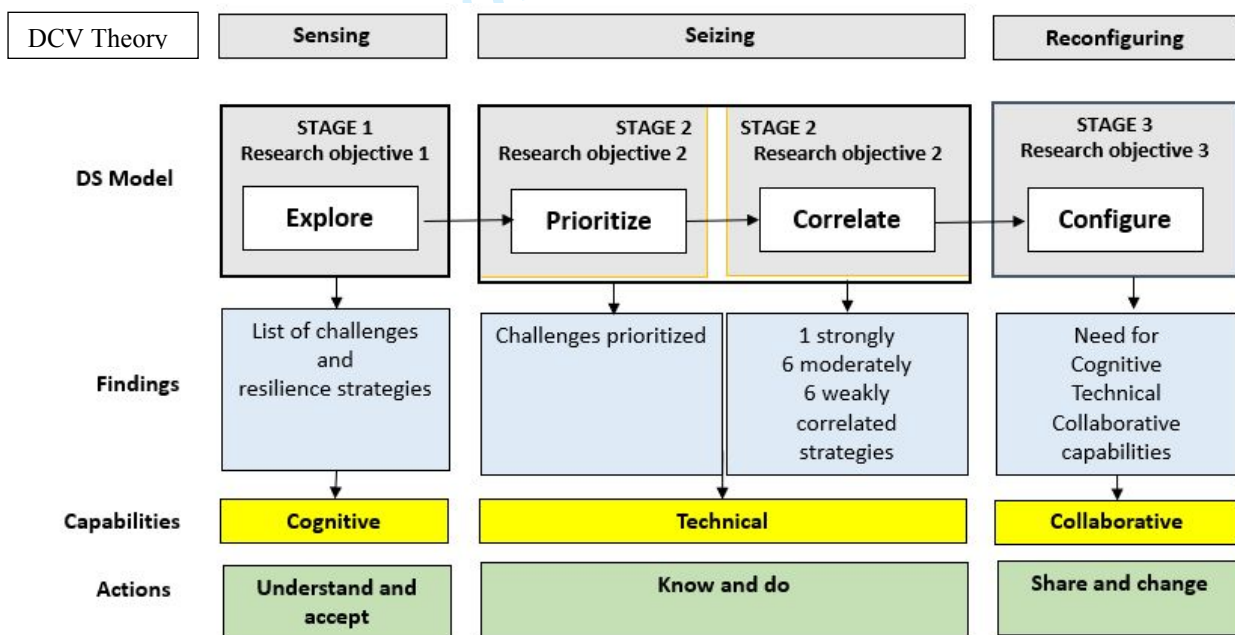 DCV Theory
Sensing
Seizing
Reconfiguring
DS Model
STAGE 1
Research objective 1
Explore
STAGE 2
Research objective 2
Prioritize
STAGE 2
Research objective 2
Correlate
STAGE 3
Research objective 3
Configure
Findings
List of challenges
and
resilience strategies
Challenges prioritized
1 strongly
6 moderately
6 weakly
correlated
strategies
Need for
Cognitive
Technical
Collaborative
capabilities
Capabilities
Cognitive
Technical
Collaborative
Actions
Understand and
accept
Know and do
Share and change